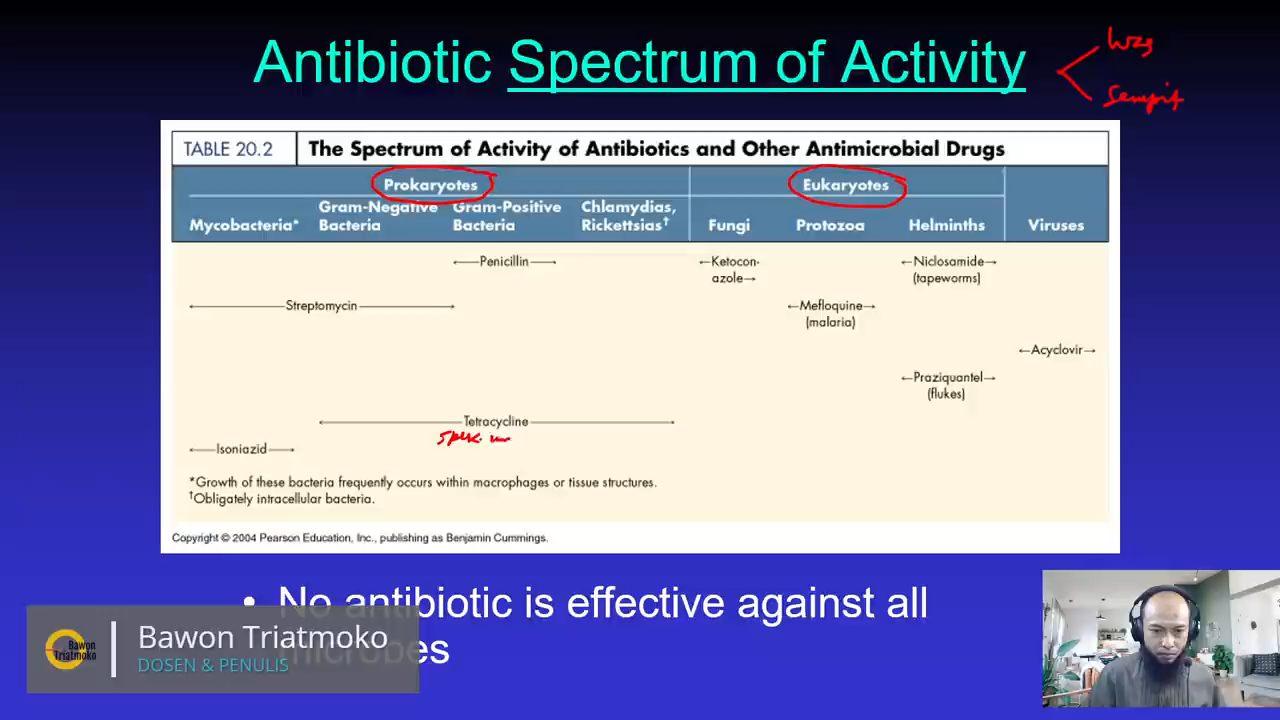 Antibiotic Spectrum of Activity
sempit
TABLE 20.2 The Spectrum of Activity of Antibiotics and Other Antimicrobial Drugs
Prokaryotes Eukaryotes
Mycobacteria* Gram-Negative Bacteria Gram-Positive Bacteria Chlamydias, Rickettsias† Fungi Protozoa Helminths Viruses
Penicillin
Ketocon-
azole
Niclosamide
(tapeworms)
Streptomycin
Mefluoquine
(malaria)
Acyclovir
Praziquantel
(flukes)
Tetracycline
Isoniazid
*Growth of these bacteria frequently occurs within macrophages or tissue structures.
†Obligately intracellular bacteria.
Copyright © 2004 Pearson Education, Inc., publishing as Benjamin Cummings.
• No antibiotic is effective against all
microbes
Bawon Triatmoko
Bawon Triatmoko
DOSEN & PENULIS